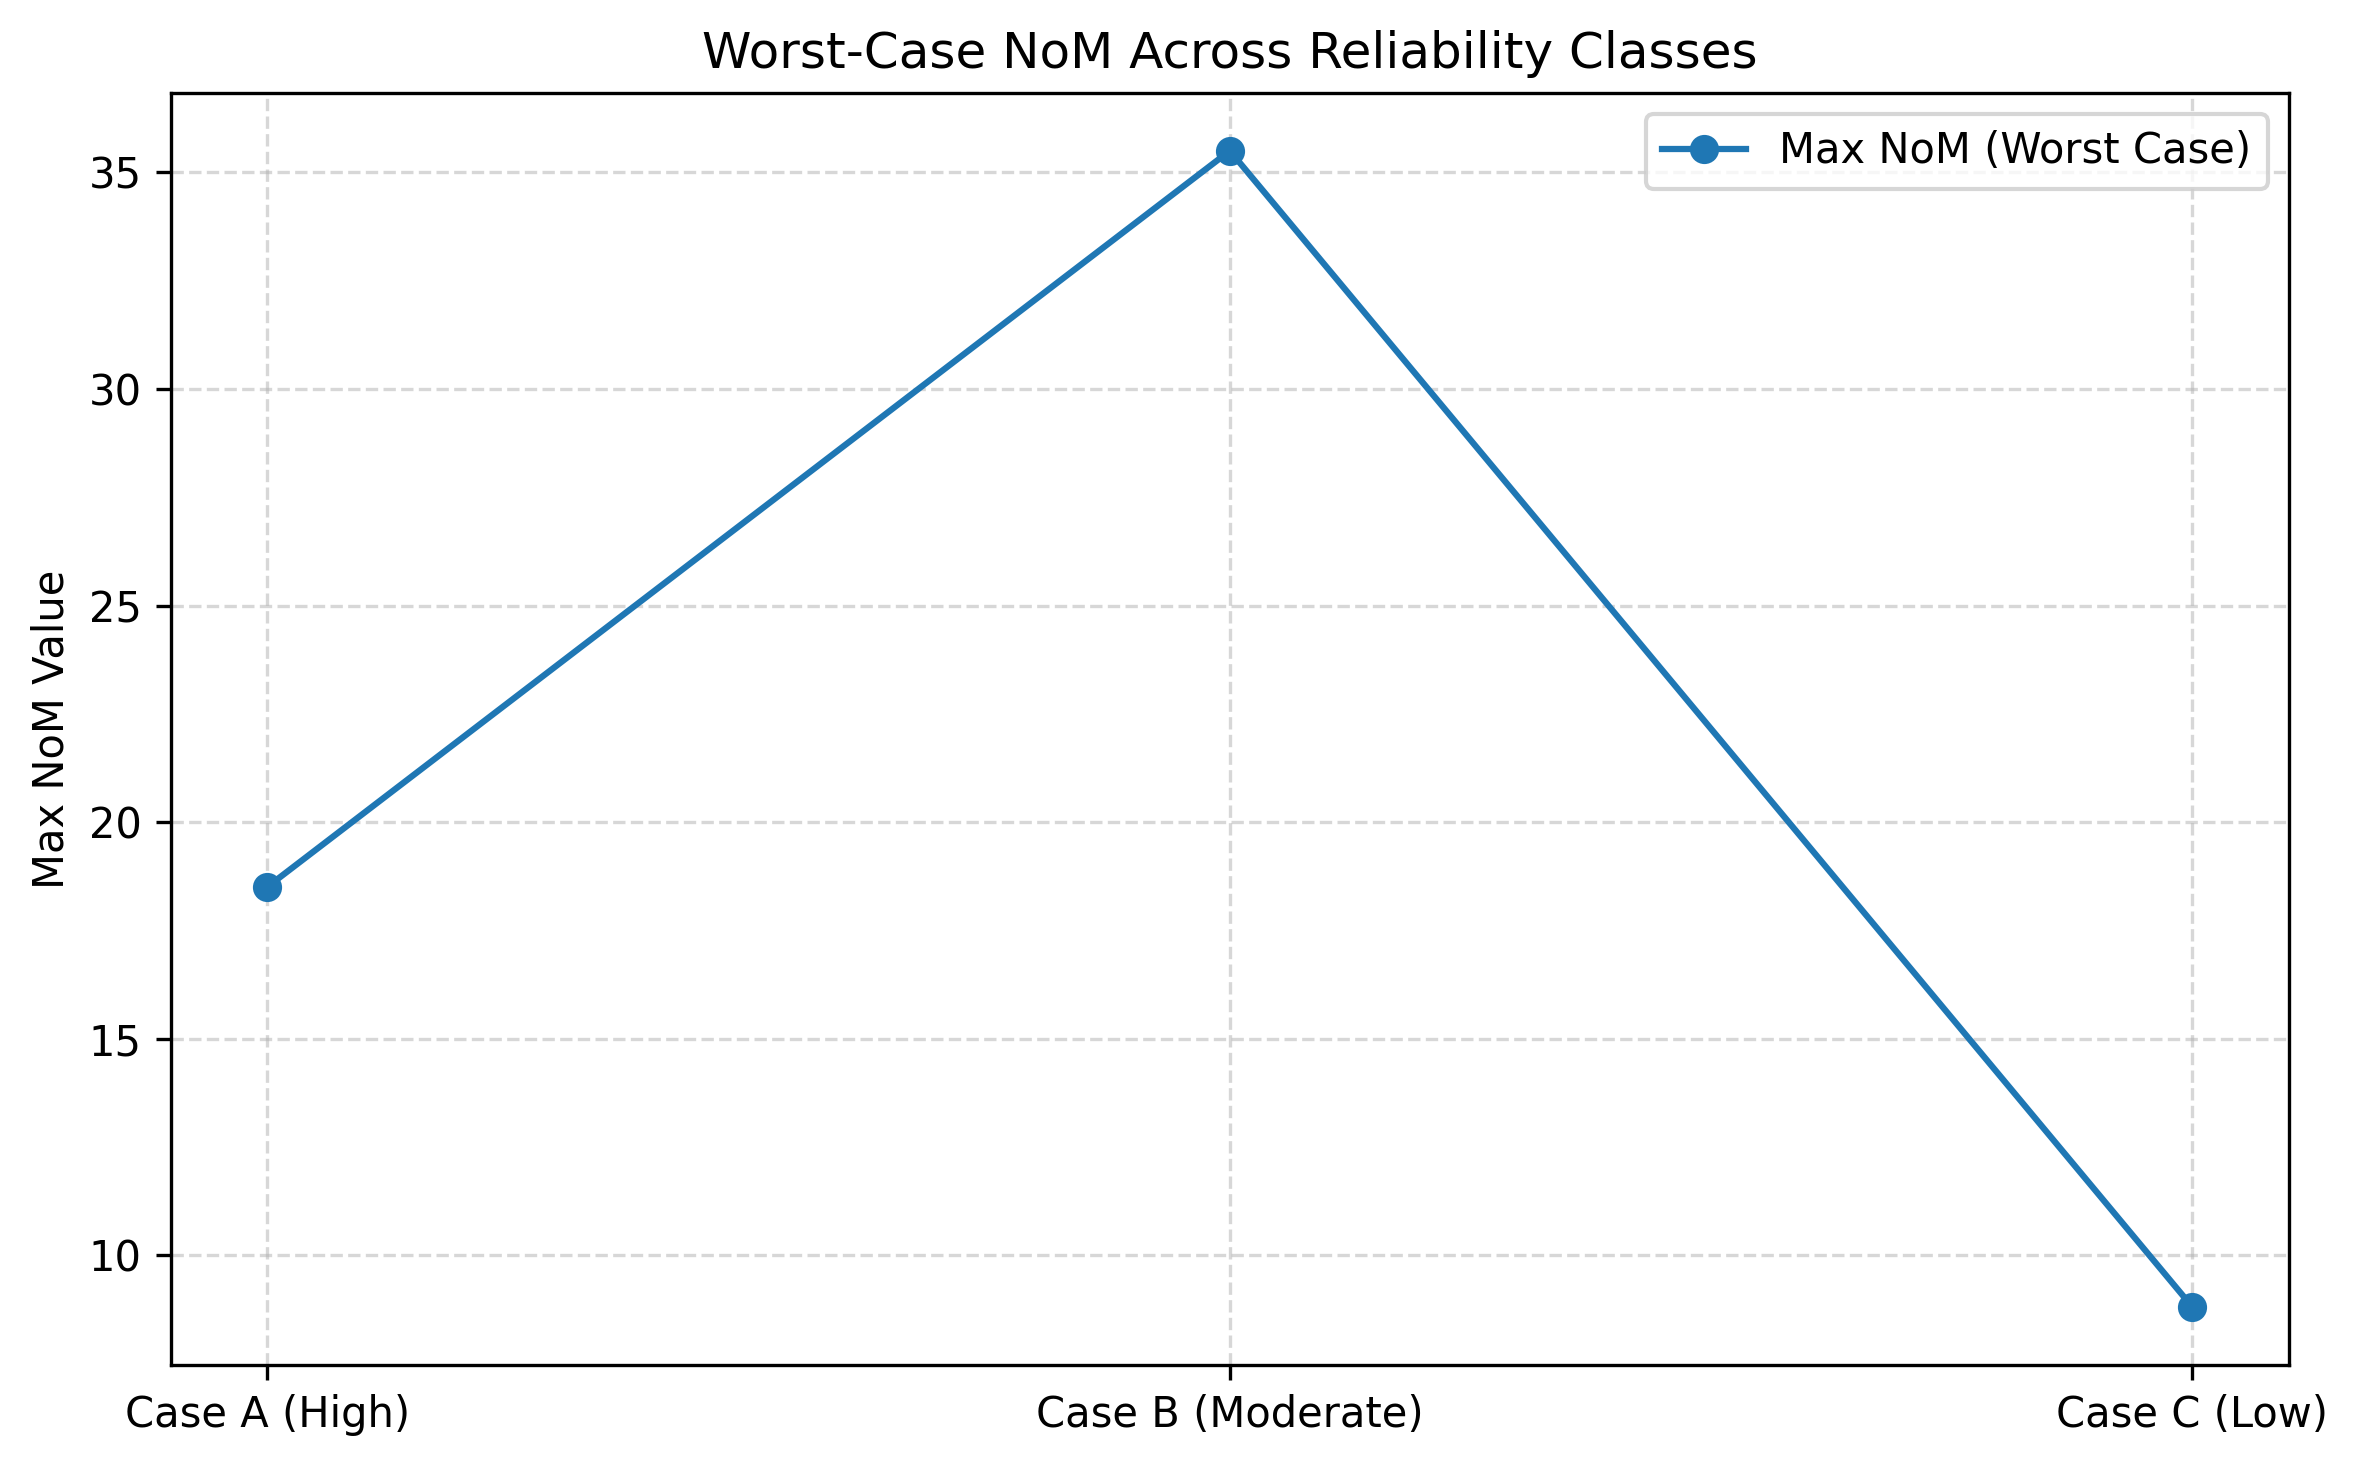 Worst-Case NoM Across Reliability Classes
Max NoM (Worst Case)
Max NoM Value
35
30
25
20
15
10
Case A (High)
Case B (Moderate)
Case C (Low)